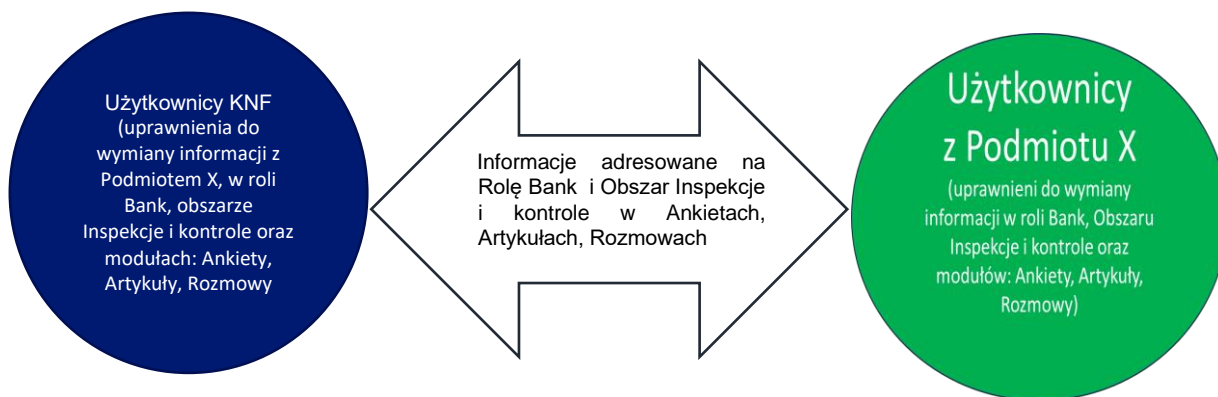 Użytkownicy KNF
(uprawnienia do
wymiany informacji z
Podmiotem X, w roli
Bank, obszarze
Inspekcje i kontrole oraz
modułach: Ankiety,
Artykuły, Rozmowy
Informacje adresowane na
Rolę Bank i Obszar Inspekcje
i kontrole w Ankietach,
Artykułach, Rozmowach
Użytkownicy
z Podmiotu X
(uprawnieni do wymiany
informacji w roli Bank, Obszaru
Inspekcje i kontrole oraz
modułów: Ankiety, Artykuły,
Rozmowy)